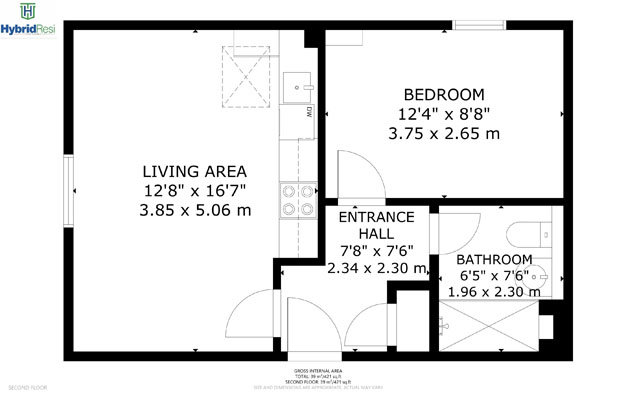 HybridResi
BEDROOM
12'4" x 8'8"
3.75 x 2.65 m
DW
LIVING AREA
12'8" x 16'7"
3.85 x 5.06 m
ENTRANCE
HALL
7'8" x 7'6"
2.34 x 2.30 m
BATHROOM
6'5" x 7'6"
1.96 x 2.30 m
GROSS INTERNAL AREA
TOTAL: 39 m²/421 sq.ft
SECOND FLOOR: 39 m²/421 sq.ft
SIZE AND DIMENSIONS ARE APPROXIMATE, ACTUAL MAY VARY
SECOND FLOOR
SECOND FLOOR